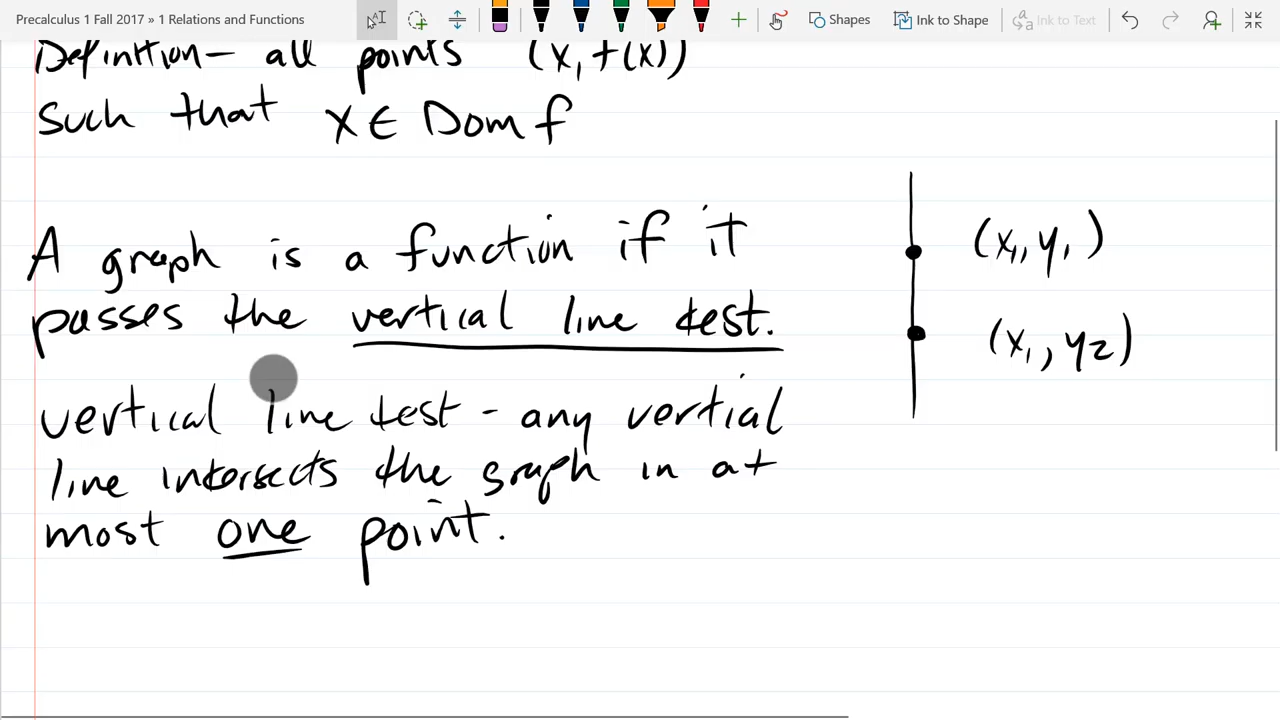 Precalculus 1 Fall 2017 » 1 Relations and Functions
Shapes
Ink to Shape
Ink to Text
Definition - all points (x, f(x))
Such that x ∈ Dom f
A graph is a function if it
passes the vertical line test.
vertical line test - any vertial
line intersects the graph in at
most one point.
(x₁, y₁)
(x₁, y₂)